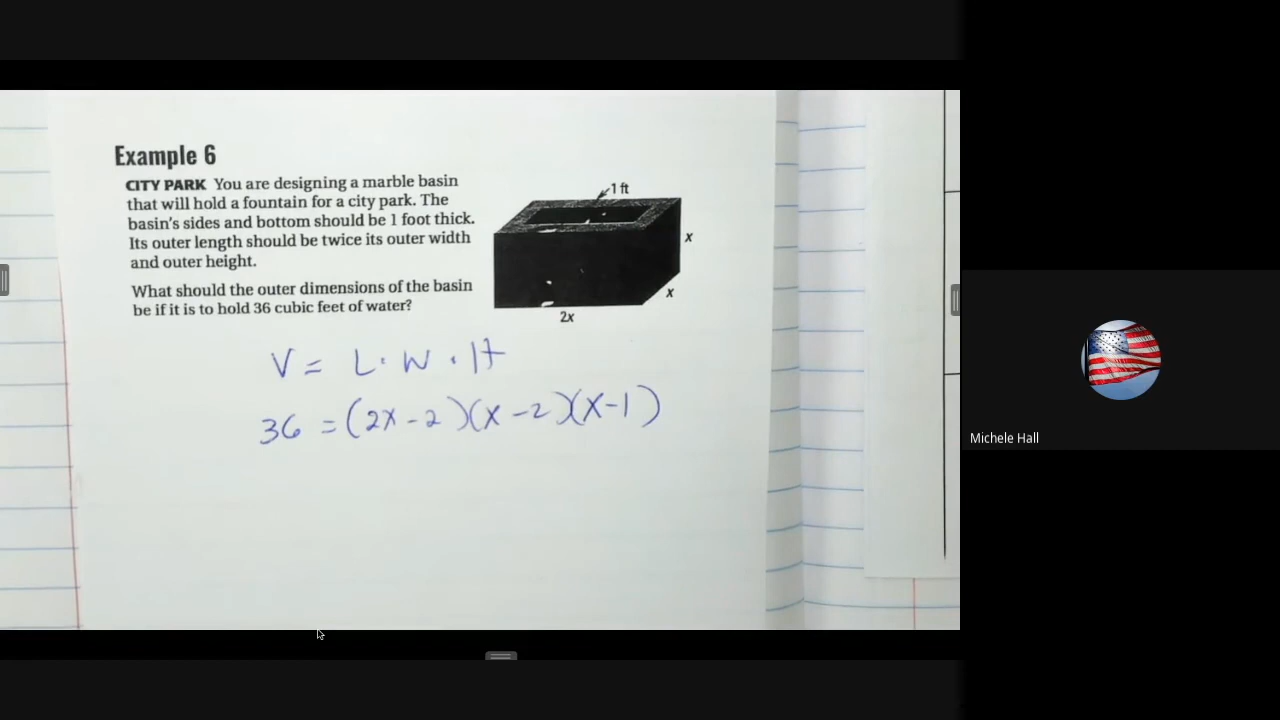 Example 6
CITY PARK You are designing a marble basin
that will hold a fountain for a city park. The
basin's sides and bottom should be 1 foot thick.
Its outer length should be twice its outer width
and outer height.
What should the outer dimensions of the basin
be if it is to hold 36 cubic feet of water?
1 ft
x
x
2x
V = L · W · H
36 = (2x - 2)(x - 2)(x - 1)
Michele Hall